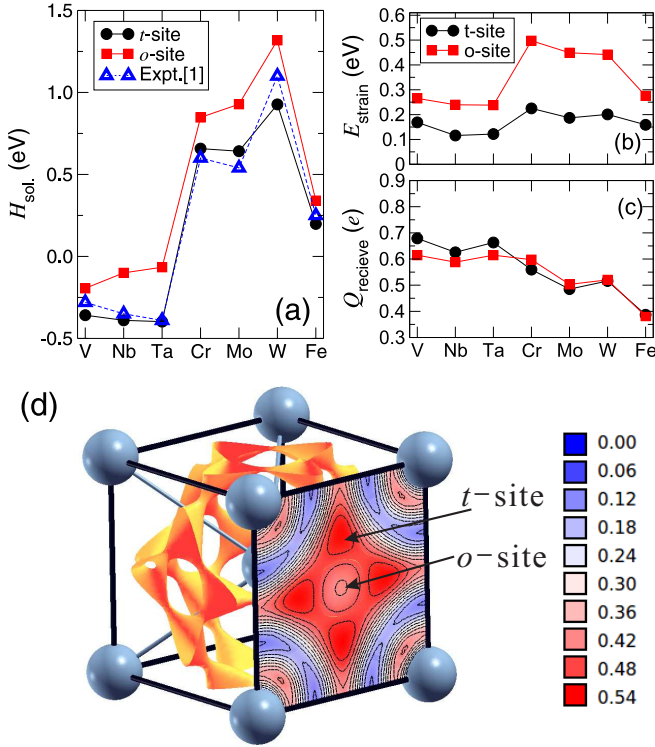 1.5
1.0
0.5
0.0
-0.5
H_sol. (eV)
t-site
o-site
Expt.[1]
(a)
V Nb Ta Cr Mo W Fe
0.6
0.5
0.4
0.3
0.2
0.1
0
E_strain (eV)
t-site
o-site
(b)
0.9
0.8
0.7
0.6
0.5
0.4
0.3
Q_recieve (e)
(c)
V Nb Ta Cr Mo W Fe
(d)
t-site
o-site
0.00
0.06
0.12
0.18
0.24
0.30
0.36
0.42
0.48
0.54